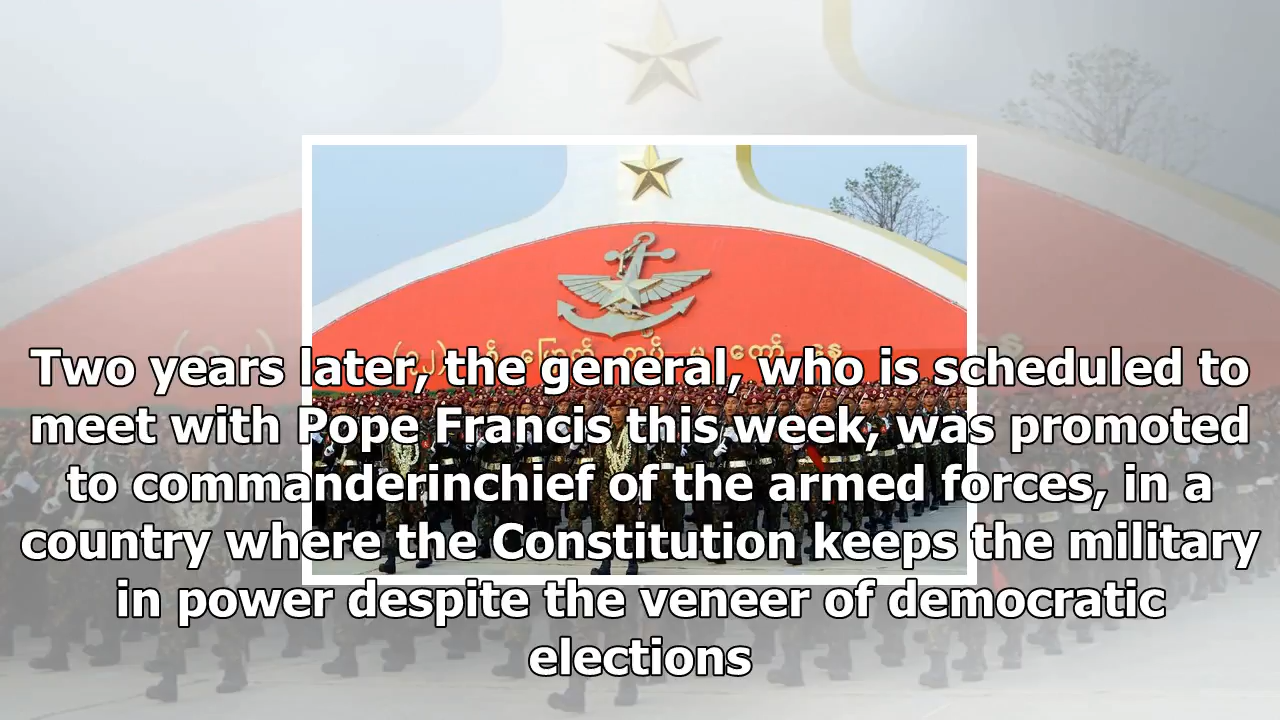 Two years later, the general, who is scheduled to
meet with Pope Francis this week, was promoted
to commanderinchief of the armed forces, in a
country where the Constitution keeps the military
in power despite the veneer of democratic
elections